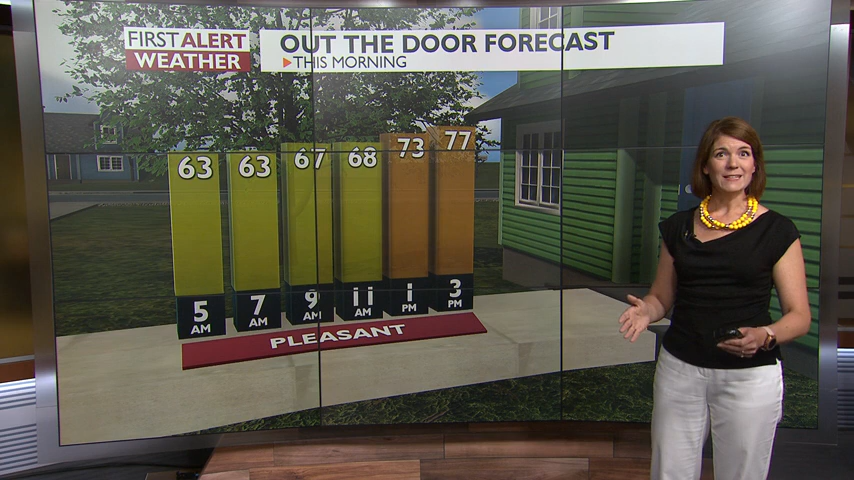 FIRST ALERT
WEATHER
OUT THE DOOR FORECAST
THIS MORNING
63 63 67 68 73 77
5 7 9 11 1 3
AM AM AM AM PM PM
PLEASANT